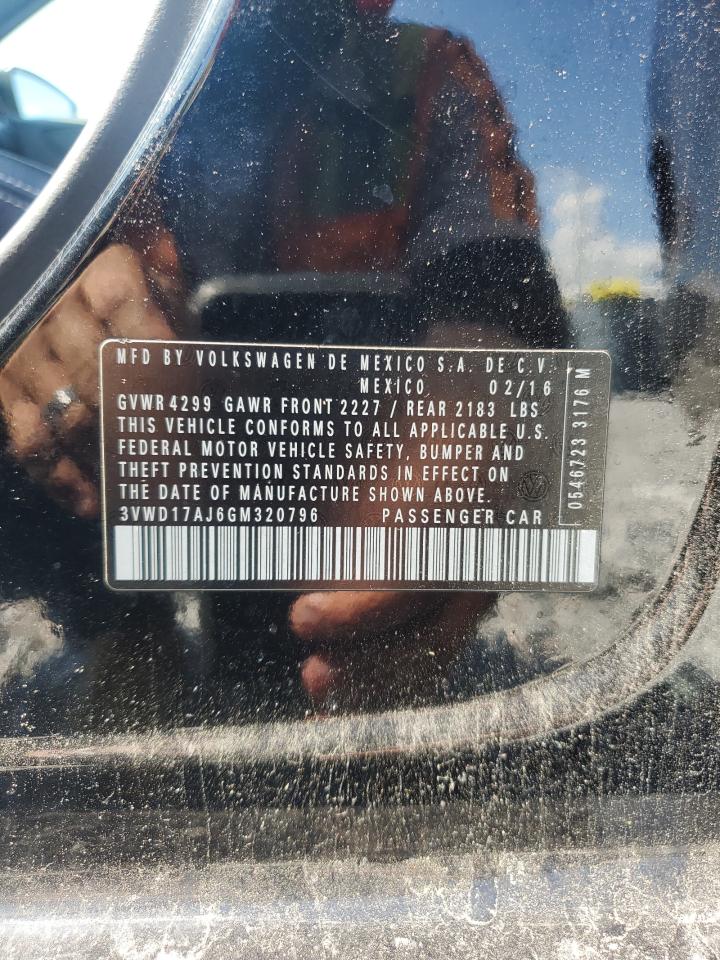 MFD BY VOLKSWAGEN DE MEXICO S.A. DE C.V.
MEXICO 02/16
GVWR 4299 GAWR FRONT 2227 / REAR 2183 LBS
THIS VEHICLE CONFORMS TO ALL APPLICABLE U.S.
FEDERAL MOTOR VEHICLE SAFETY, BUMPER AND
THEFT PREVENTION STANDARDS IN EFFECT ON
THE DATE OF MANUFACTURE SHOWN ABOVE.
3VWD17AJ6GM320796 PASSENGER CAR
0546723 3176 M